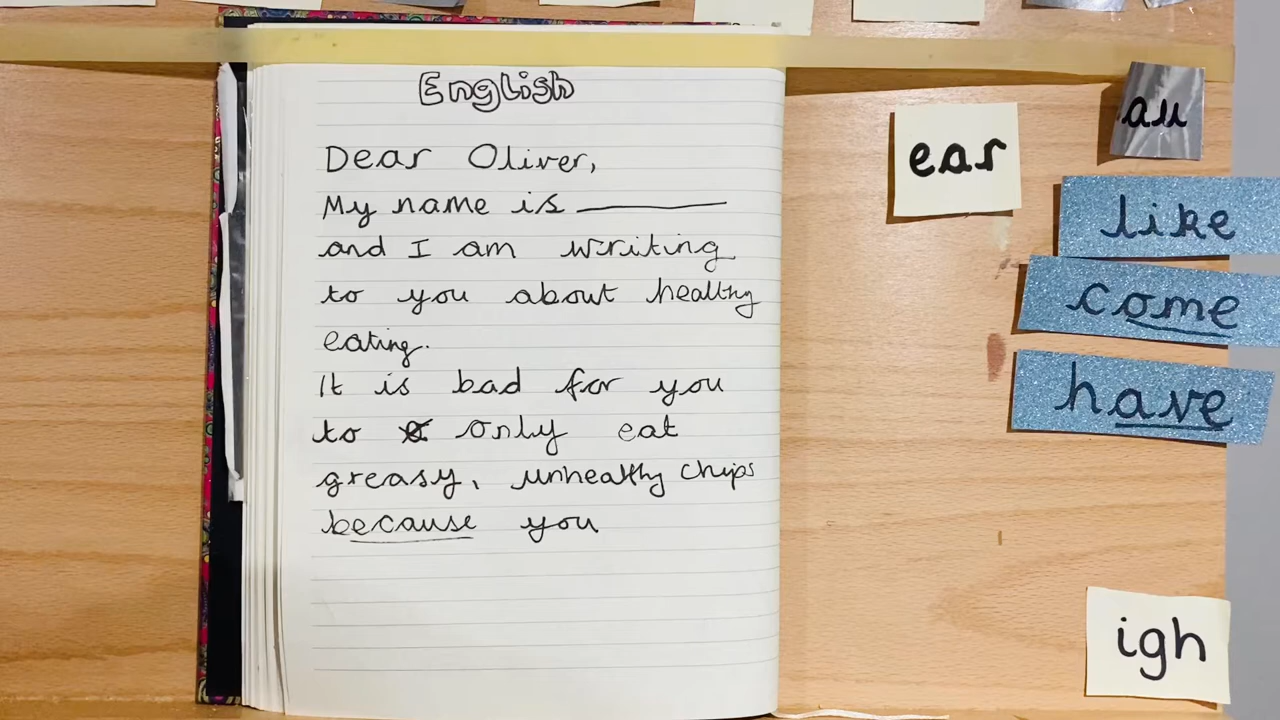 English
Dear Oliver,
My name is ________
and I am writing
to you about healthy
eating.
It is bad for you
to only eat
greasy, unhealthy chips
because you
ear
au
like
come
have
igh